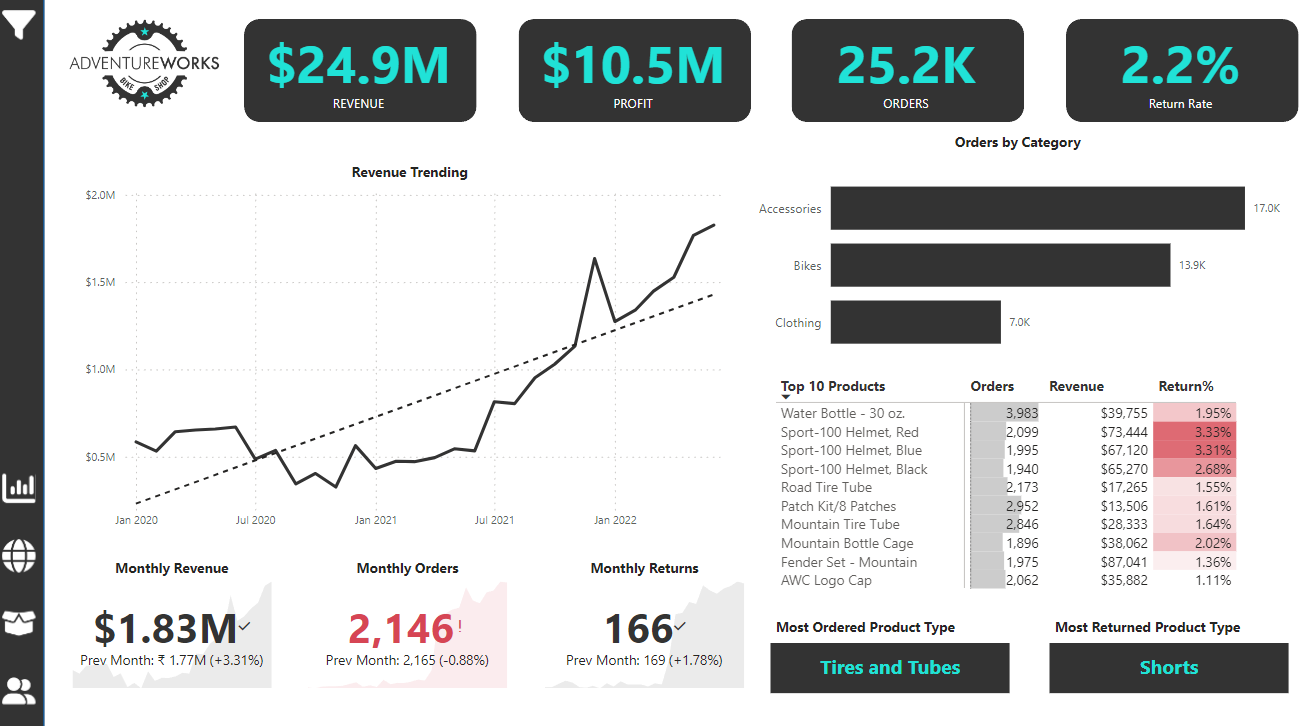 ADVENTUREWORKS
BIKE SHOP
$24.9M
REVENUE
$10.5M
PROFIT
25.2K
ORDERS
2.2%
Return Rate
Revenue Trending
$2.0M
$1.5M
$1.0M
$0.5M
Jan 2020 Jul 2020 Jan 2021 Jul 2021 Jan 2022
Orders by Category
Accessories 17.0K
Bikes 13.9K
Clothing 7.0K
Top 10 Products Orders Revenue Return%
Water Bottle - 30 oz. 3,983 $39,755 1.95%
Sport-100 Helmet, Red 2,099 $73,444 3.33%
Sport-100 Helmet, Blue 1,995 $67,120 3.31%
Sport-100 Helmet, Black 1,940 $65,270 2.68%
Road Tire Tube 2,173 $17,265 1.55%
Patch Kit/8 Patches 2,952 $13,506 1.61%
Mountain Tire Tube 2,846 $28,333 1.64%
Mountain Bottle Cage 1,896 $38,062 2.02%
Fender Set - Mountain 1,975 $87,041 1.36%
AWC Logo Cap 2,062 $35,882 1.11%
Monthly Revenue
$1.83M
Prev Month: ₹ 1.77M (+3.31%)
Monthly Orders
2,146!
Prev Month: 2,165 (-0.88%)
Monthly Returns
166
Prev Month: 169 (+1.78%)
Most Ordered Product Type
Tires and Tubes
Most Returned Product Type
Shorts